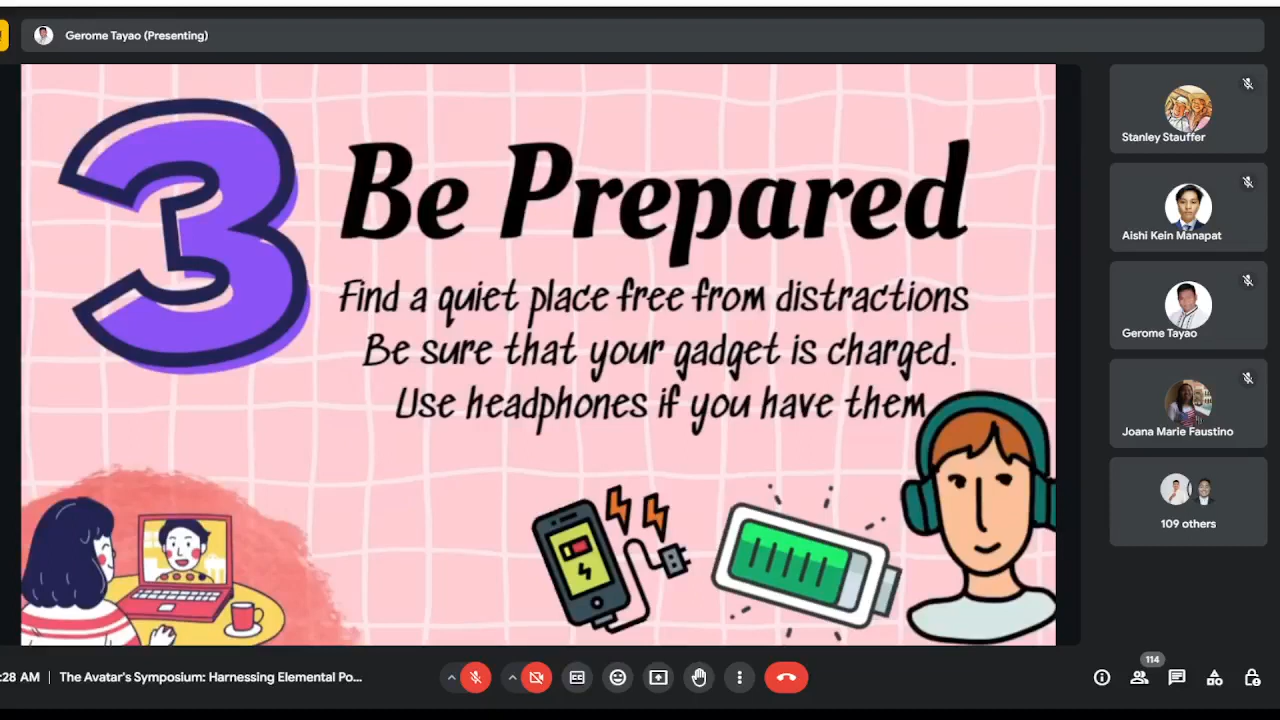 Gerome Tayao (Presenting)
3
Be Prepared
Find a quiet place free from distractions
Be sure that your gadget is charged.
Use headphones if you have them
Stanley Stauffer
Aishi Kein Manapat
Gerome Tayao
Joana Marie Faustino
109 others
:28 AM | The Avatar's Symposium: Harnessing Elemental Po...
114